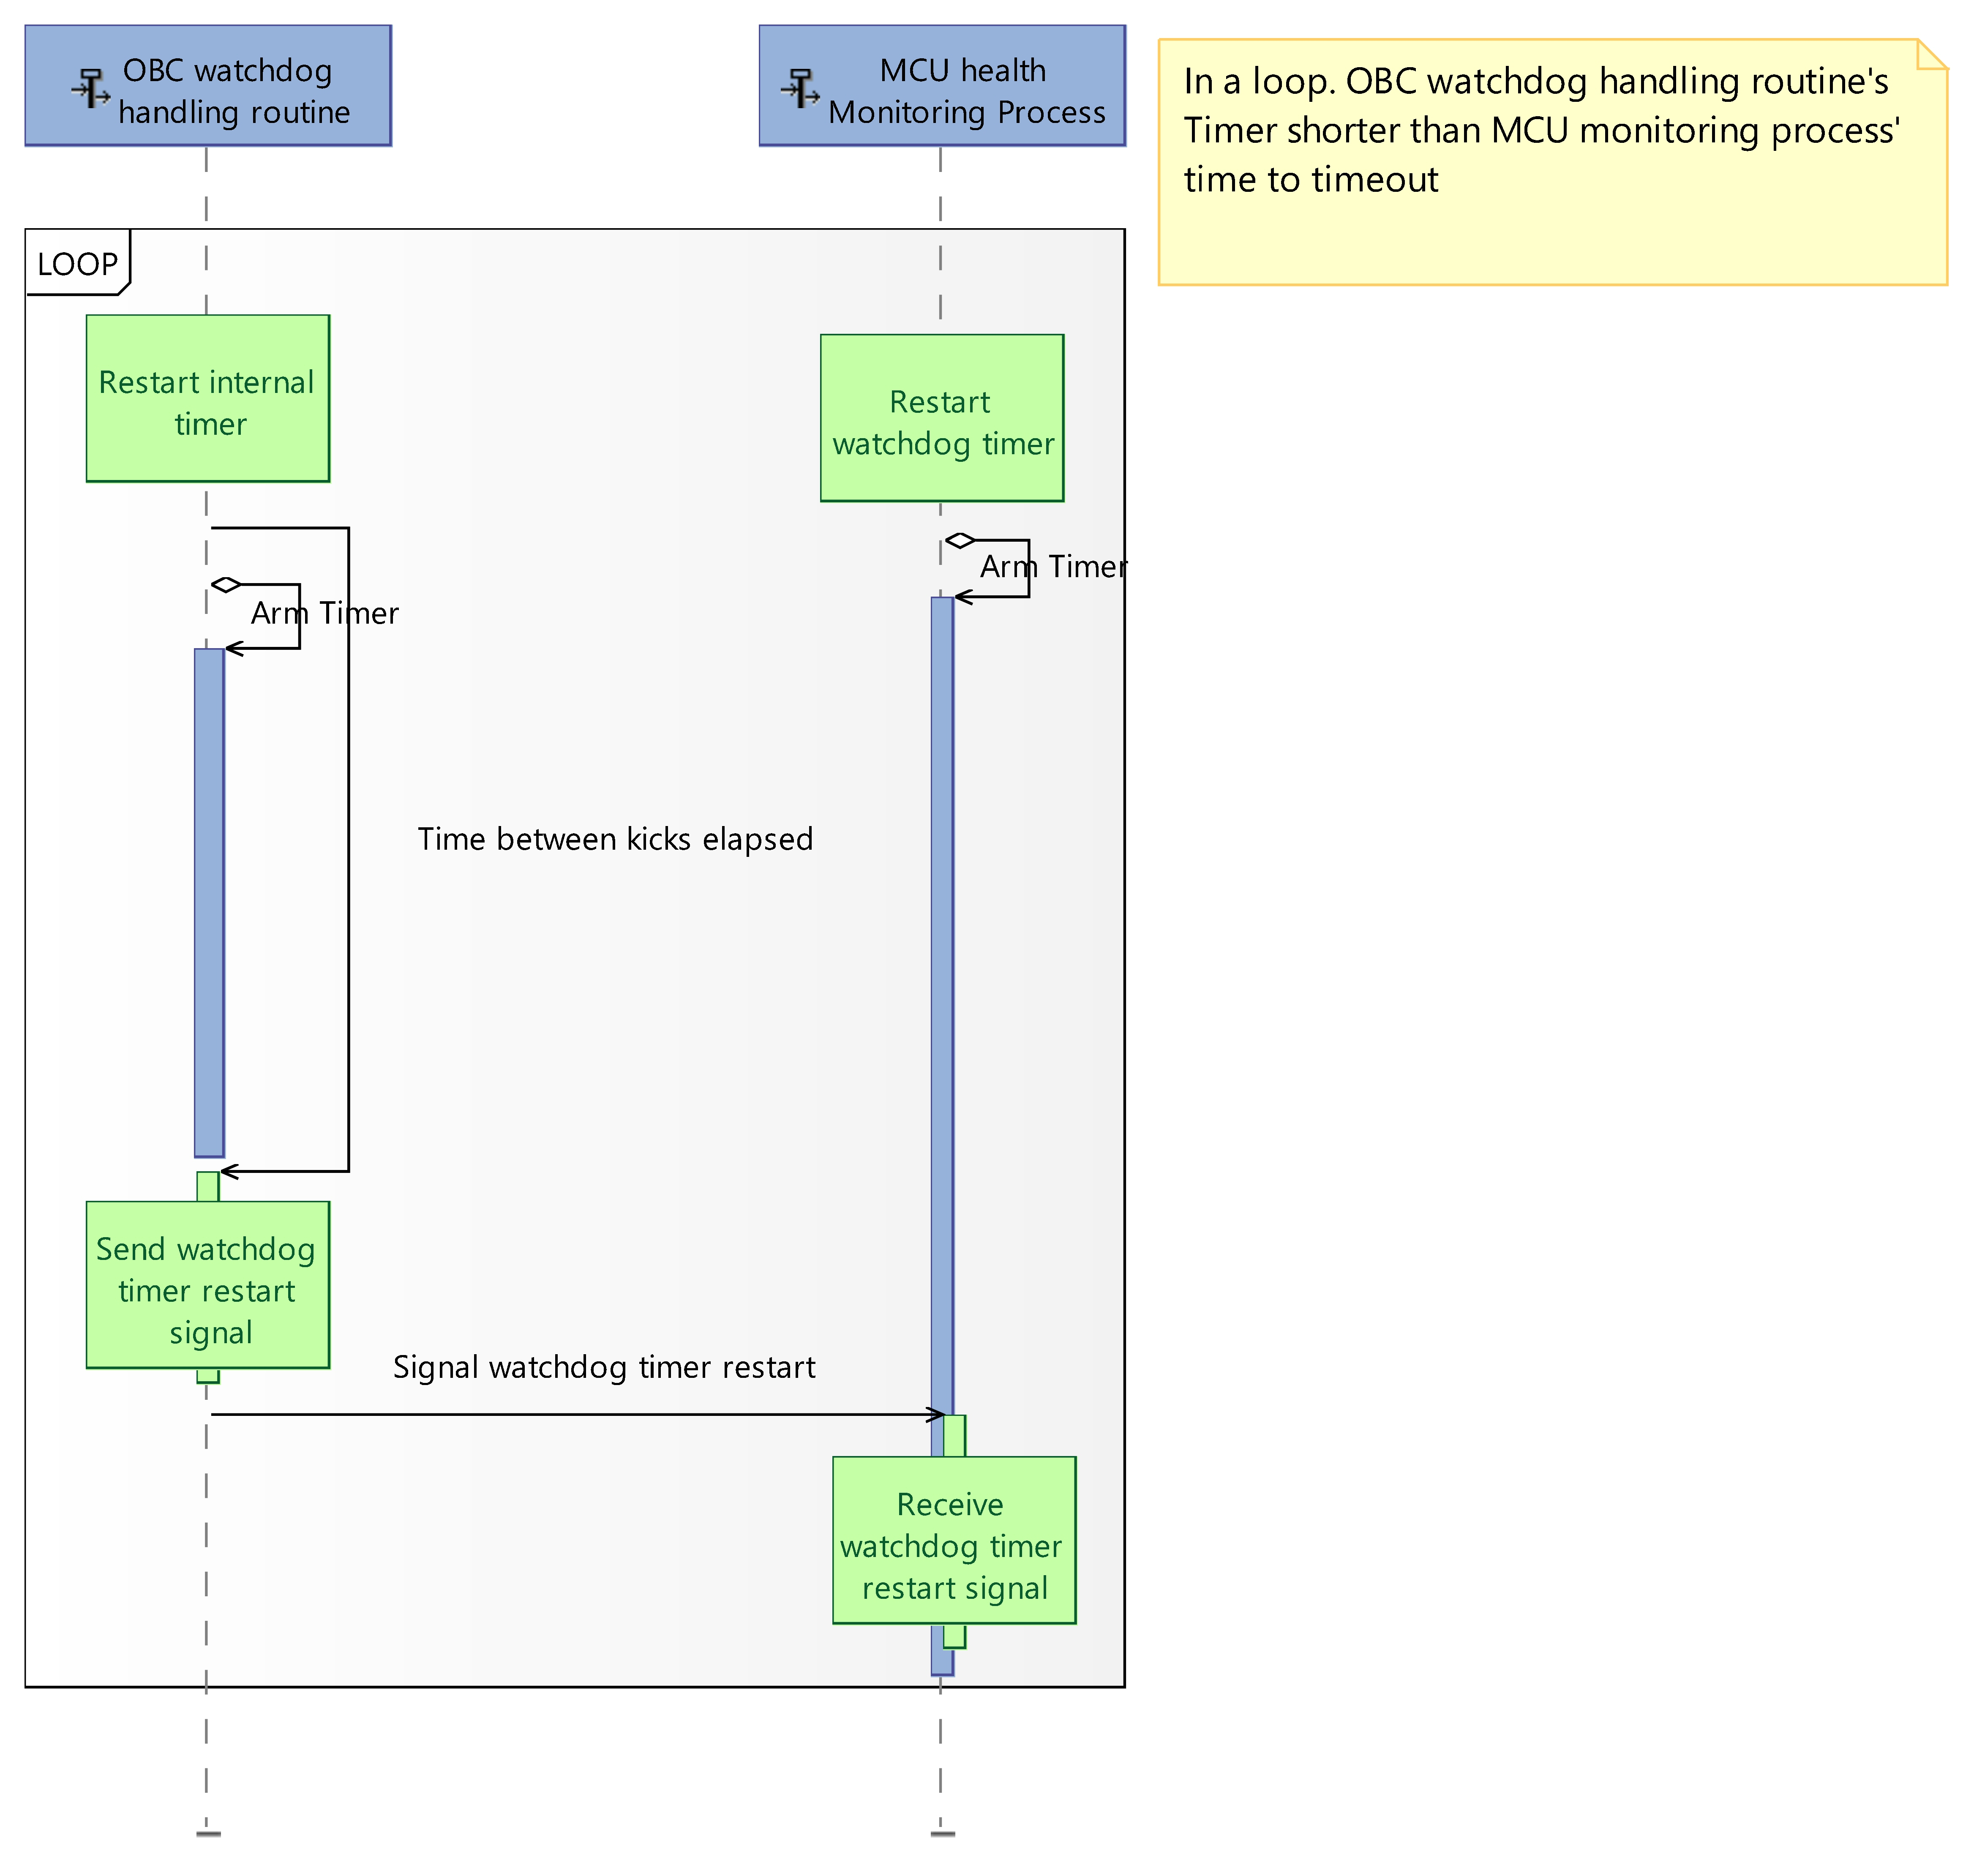 OBC watchdog
handling routine
MCU health
Monitoring Process
In a loop. OBC watchdog handling routine's
Timer shorter than MCU monitoring process'
time to timeout
LOOP
Restart internal
timer
Restart
watchdog timer
Arm Timer
Arm Timer
Time between kicks elapsed
Send watchdog
timer restart
signal
Signal watchdog timer restart
Receive
watchdog timer
restart signal